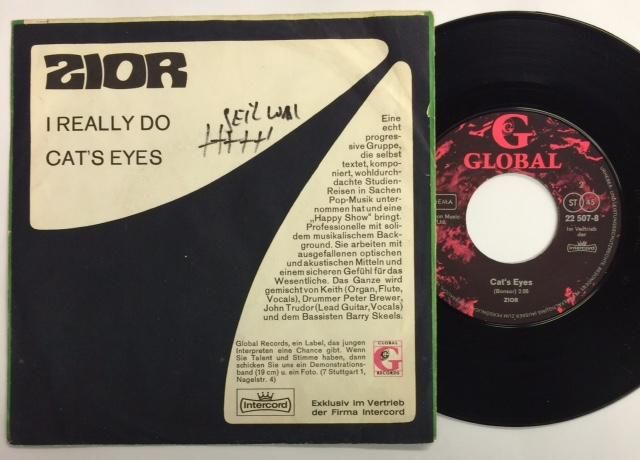 ZIOR
I REALLY DO
CAT'S EYES
Eine
echt
progres-
sive Gruppe,
die selbst
textet, kompo-
niert, wohldurch-
dachte Studien-
Reisen in Sachen
Pop-Musik unter-
nommen hat und eine
„Happy Show" bringt.
Professionelle mit soli-
dem musikalischem Back-
ground. Sie arbeiten mit
ausgefallenen optischen
und akustischen Mitteln und
einem sicheren Gefühl für das
Wesentliche. Das Ganze wird
gemischt von Keith (Organ, Flute,
Vocals), Drummer Peter Brewer,
John Trudor (Lead Guitar, Vocals)
und dem Bassisten Barry Skeels.
Global Records, ein Label, das jungen
Interpreten eine Chance gibt. Wenn
Sie Talent und Stimme haben, dann
schicken Sie uns ein Demonstrations-
band (19 cm) u. ein Foto. (7 Stuttgart 1,
Nagelstr. 4)
GLOBAL
G
RECORDS
Intercord
Exklusiv im Vertrieb
der Firma Intercord
G
GLOBAL
GEMA
ST 45
22 507-B
Im Vertrieb
der
Intercord
Cat's Eyes
(Bonsor) 2:56
ZIOR